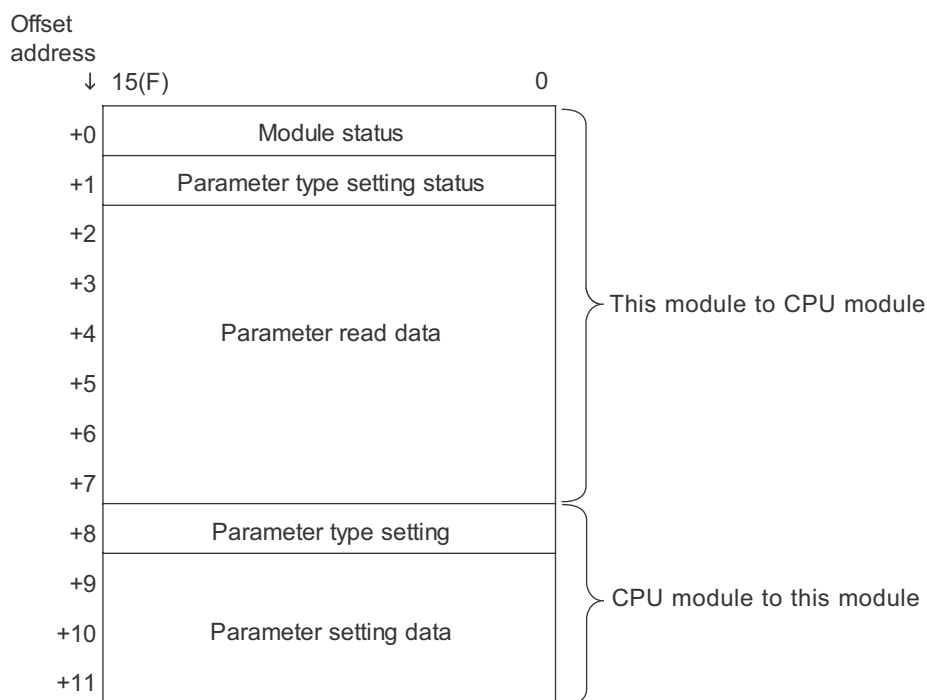 Offset
address
↓ 15(F) 0
+0 Module status
+1 Parameter type setting status
+2
+3
This module to CPU module
+4 Parameter read data
+5
+6
+7
+8 Parameter type setting
+9
CPU module to this module
+10 Parameter setting data
+11